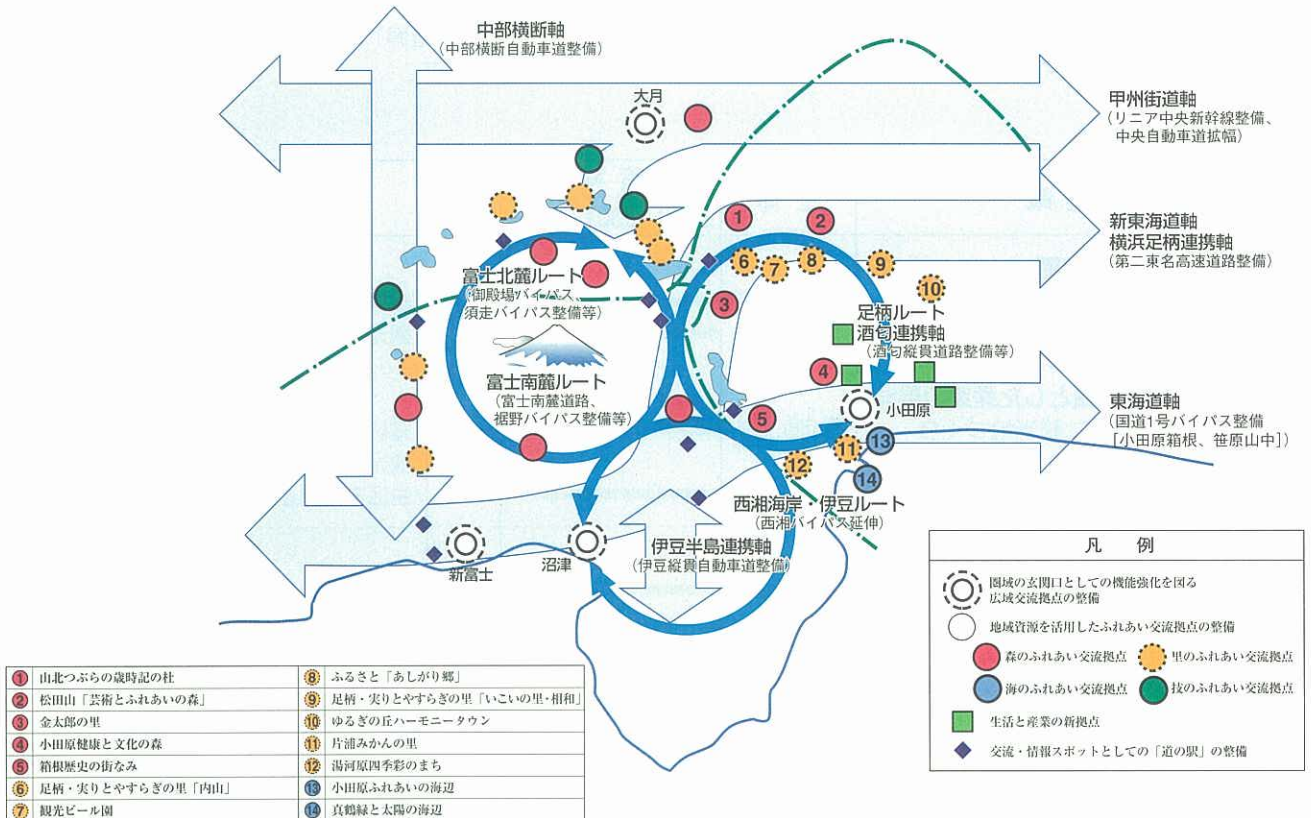 中部横断軸
（中部横断自動車道整備）
大月
甲州街道軸
（リニア中央新幹線整備、
中央自動車道拡幅）
新東海道軸
横浜足柄連携軸
（第二東名高速道路整備）
1
2
6
7
8
9
10
富士北麓ルート
（御殿場バイパス、
須走バイパス整備等）
3
足柄ルート
酒匂連携軸
（酒匂縦貫道路整備等）
富士南麓ルート
（富士南麓道路、
裾野バイパス整備等）
4
5
小田原
東海道軸
（国道1号バイパス整備
［小田原箱根、笹原山中］）
11
13
12
14
西湘海岸・伊豆ルート
（西湘バイパス延伸）
伊豆半島連携軸
（伊豆縦貫自動車道整備）
新富士
沼津
凡 例
圏域の玄関口としての機能強化を図る
広域交流拠点の整備
地域資源を活用したふれあい交流拠点の整備
森のふれあい交流拠点
里のふれあい交流拠点
海のふれあい交流拠点
技のふれあい交流拠点
生活と産業の新拠点
交流・情報スポットとしての「道の駅」の整備
1 山北つぶらの歳時記の杜
2 松田山「芸術とふれあいの森」
3 金太郎の里
4 小田原健康と文化の森
5 箱根歴史の街なみ
6 足柄・実りとやすらぎの里「内山」
7 観光ビール園
8 ふるさと「あしがり郷」
9 足柄・実りとやすらぎの里「いこいの里・相和」
10 ゆるぎの丘ハーモニータウン
11 片浦みかんの里
12 湯河原四季彩のまち
13 小田原ふれあいの海辺
14 真鶴緑と太陽の海辺